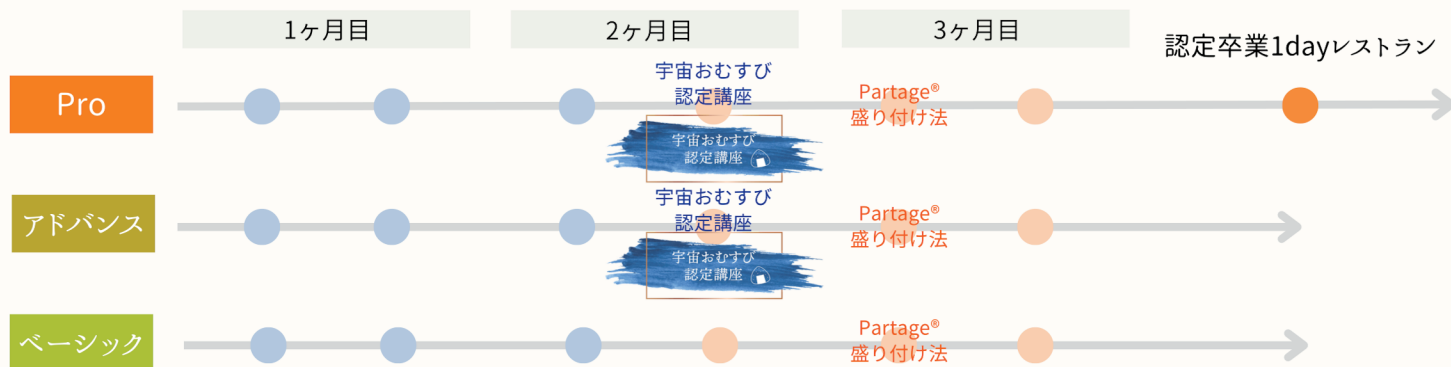 1ヶ月目
2ヶ月目
3ヶ月目
認定卒業1dayレストラン
Pro
宇宙おむすび
認定講座
宇宙おむすび
認定講座
Partage®
盛り付け法
アドバンス
宇宙おむすび
認定講座
宇宙おむすび
認定講座
Partage®
盛り付け法
ベーシック
Partage®
盛り付け法